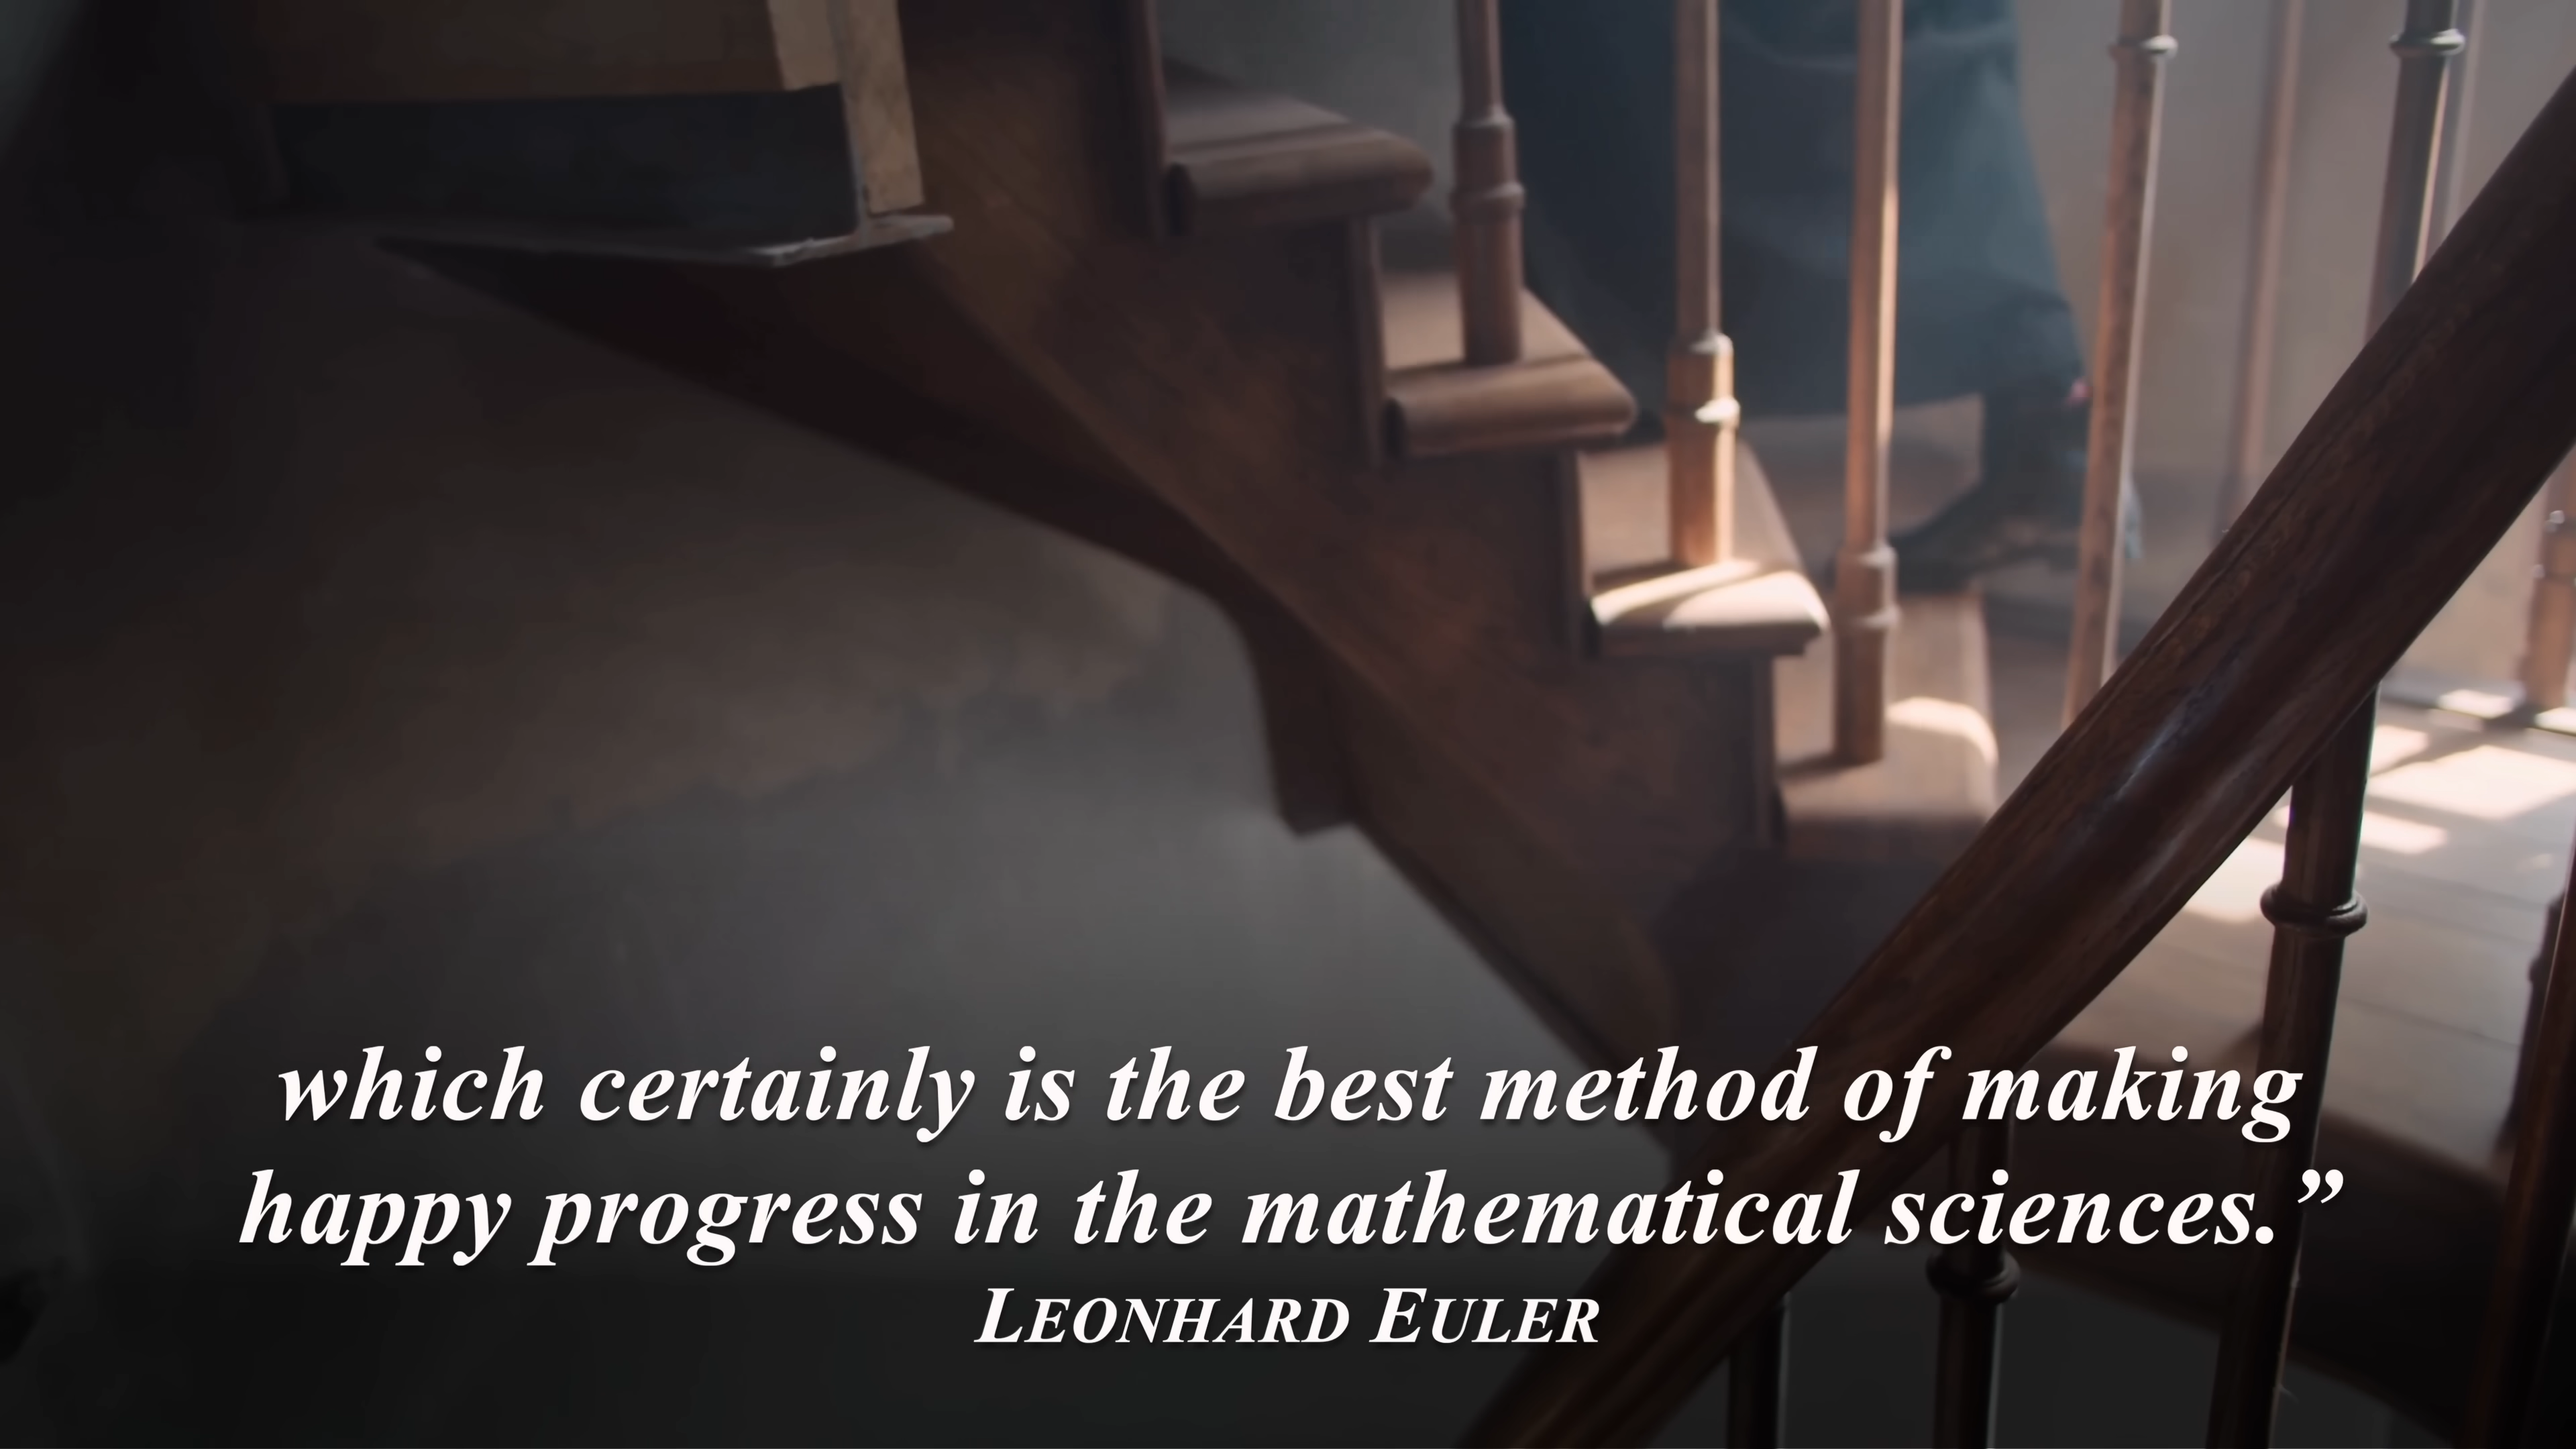 which certainly is the best method of making
happy progress in the mathematical sciences.”
LEONHARD EULER